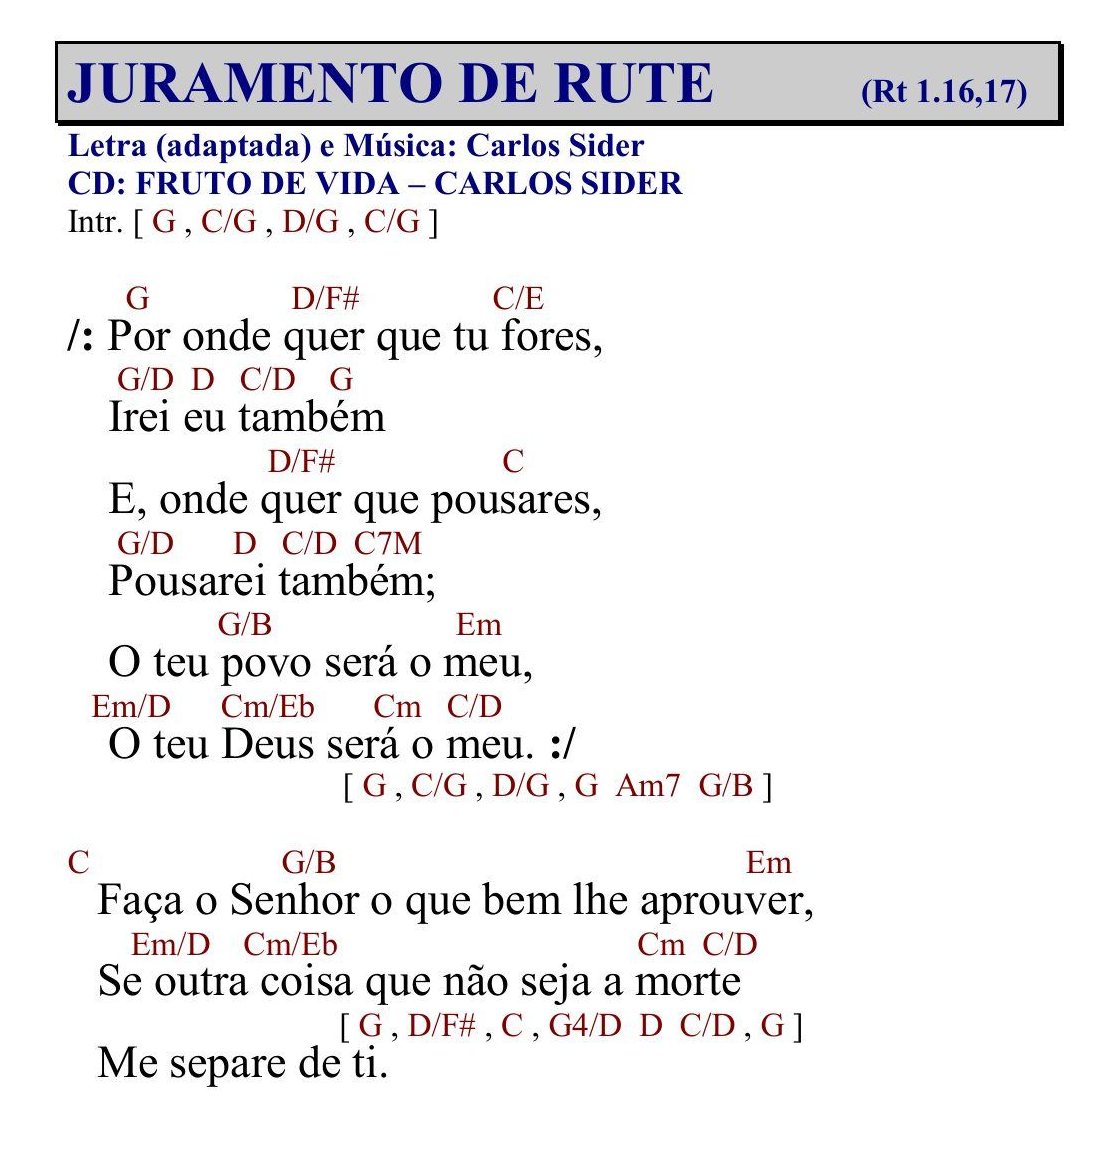 JURAMENTO DE RUTE (Rt 1.16,17)
Letra (adaptada) e Música: Carlos Sider
CD: FRUTO DE VIDA – CARLOS SIDER
Intr. [ G , C/G , D/G , C/G ]
G D/F# C/E
/: Por onde quer que tu fores,
G/D D C/D G
Irei eu também
D/F# C
E, onde quer que pousares,
G/D D C/D C7M
Pousarei também;
G/B Em
O teu povo será o meu,
Em/D Cm/Eb Cm C/D
O teu Deus será o meu. :/
[ G , C/G , D/G , G Am7 G/B ]
C G/B Em
Faça o Senhor o que bem lhe aprouver,
Em/D Cm/Eb Cm C/D
Se outra coisa que não seja a morte
[ G , D/F# , C , G4/D D C/D , G ]
Me separe de ti.